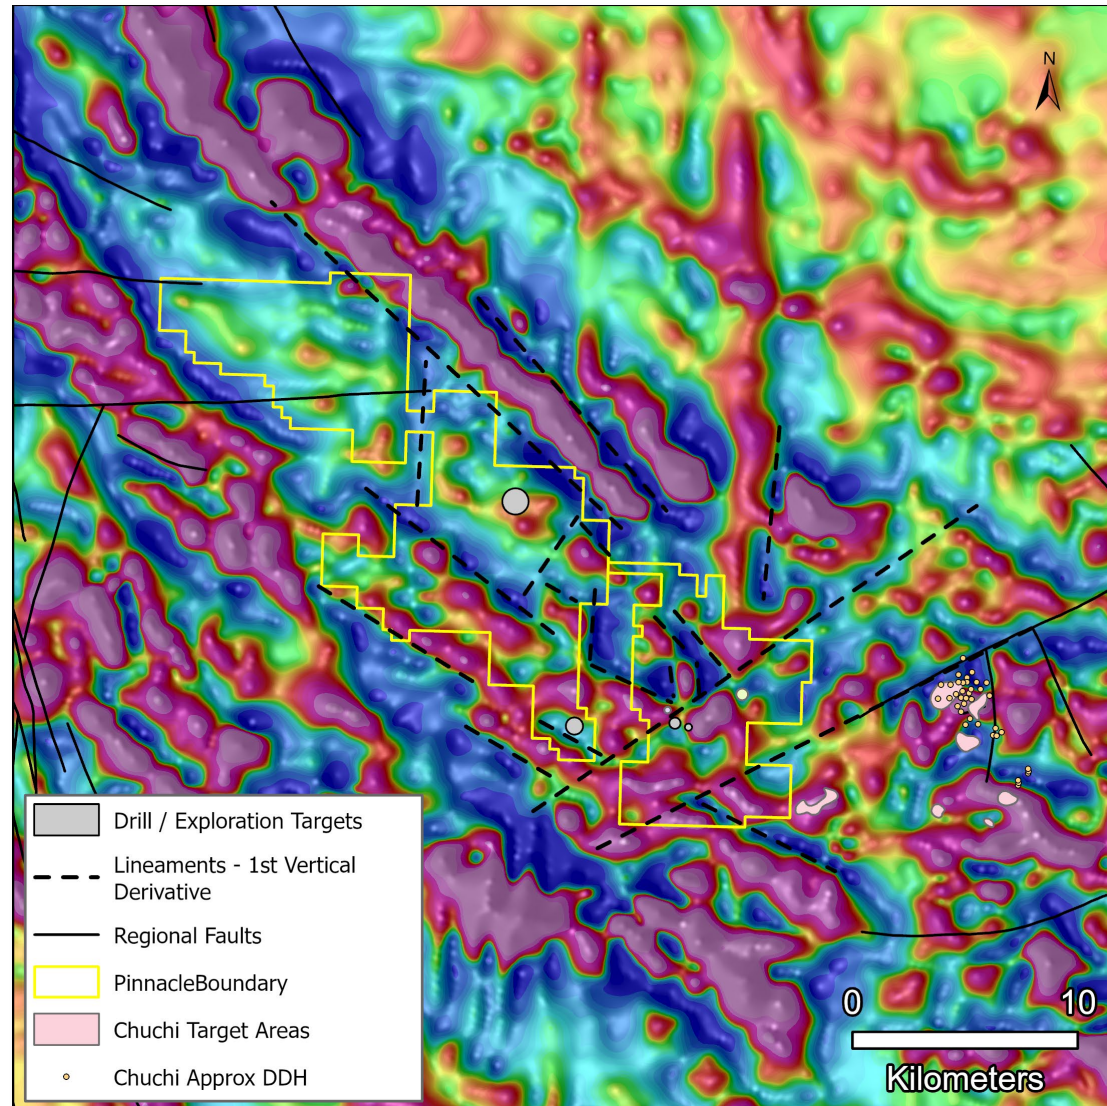 N
Drill / Exploration Targets
Lineaments - 1st Vertical
Derivative
Regional Faults
PinnacleBoundary
Chuchi Target Areas
Chuchi Approx DDH
0 10
Kilometers